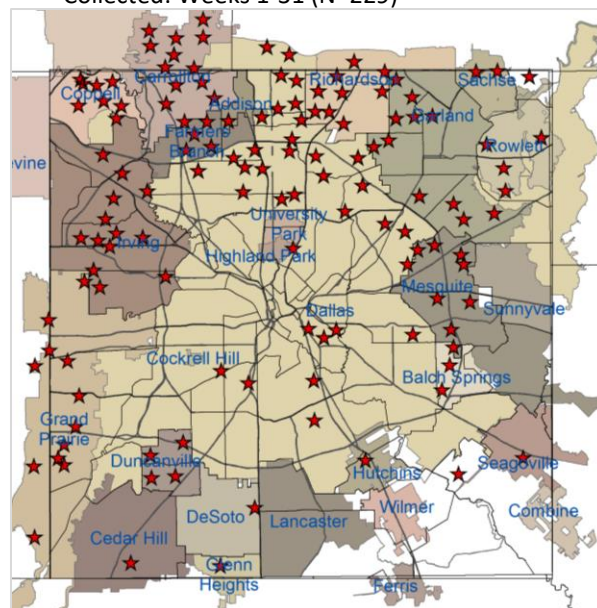 Collected: Weeks 1-31 (N=229)
Coppell
Carrollton
Addison
Richardson
Sachse
Garland
Farmers
Branch
Rowlett
evine
Irving
University
Park
Highland Park
Mesquite
Sunnyvale
Dallas
Cockrell Hill
Balch Springs
Grand
Prairie
Duncanville
Hutchins
Seagoville
DeSoto
Lancaster
Wilmer
Combine
Cedar Hill
Glenn
Heights
Ferris